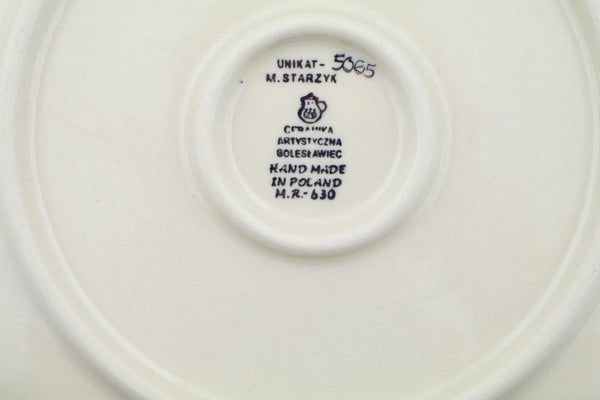 UNIKAT- 5065
M. STARZYK
CERAMIKA
ARTYSTYCZNA
BOLESŁAWIEC
HAND MADE
IN POLAND
M.R.-630